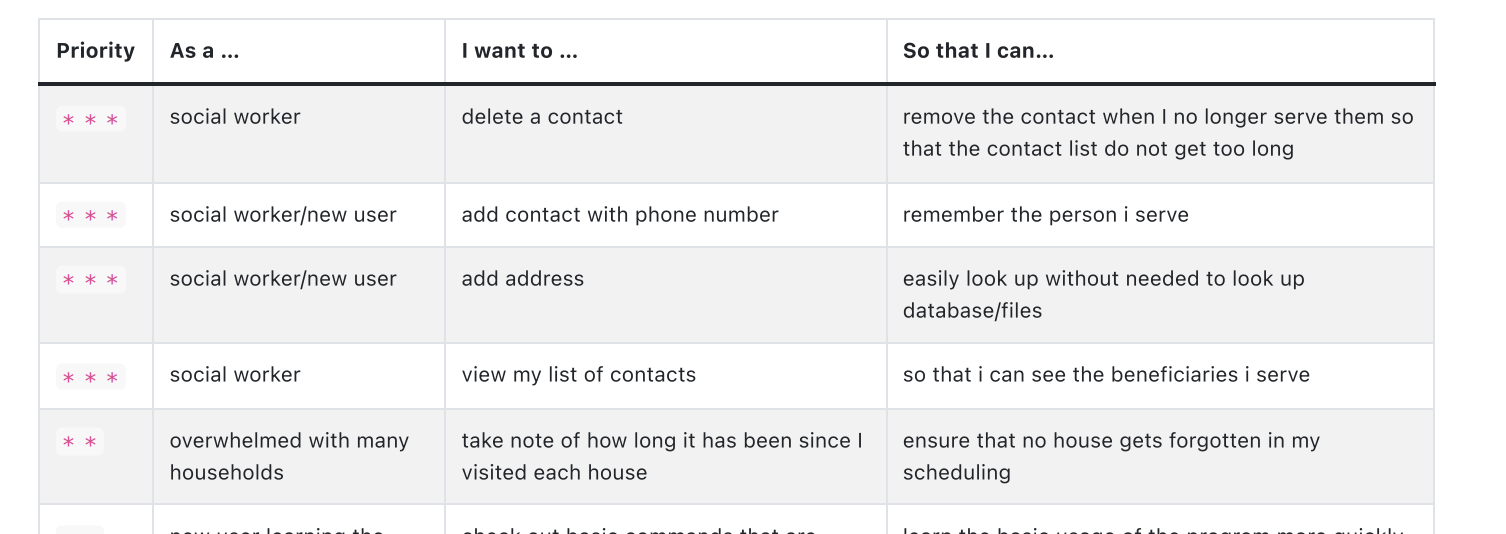 Priority As a ... I want to ... So that I can...
* * * social worker delete a contact remove the contact when I no longer serve them so
that the contact list do not get too long
* * * social worker/new user add contact with phone number remember the person i serve
* * * social worker/new user add address easily look up without needed to look up
database/files
* * * social worker view my list of contacts so that i can see the beneficiaries i serve
* * overwhelmed with many take note of how long it has been since I ensure that no house gets forgotten in my
households visited each house scheduling
new user learning the check out basic commands that are learn the basic usage of the program more quickly